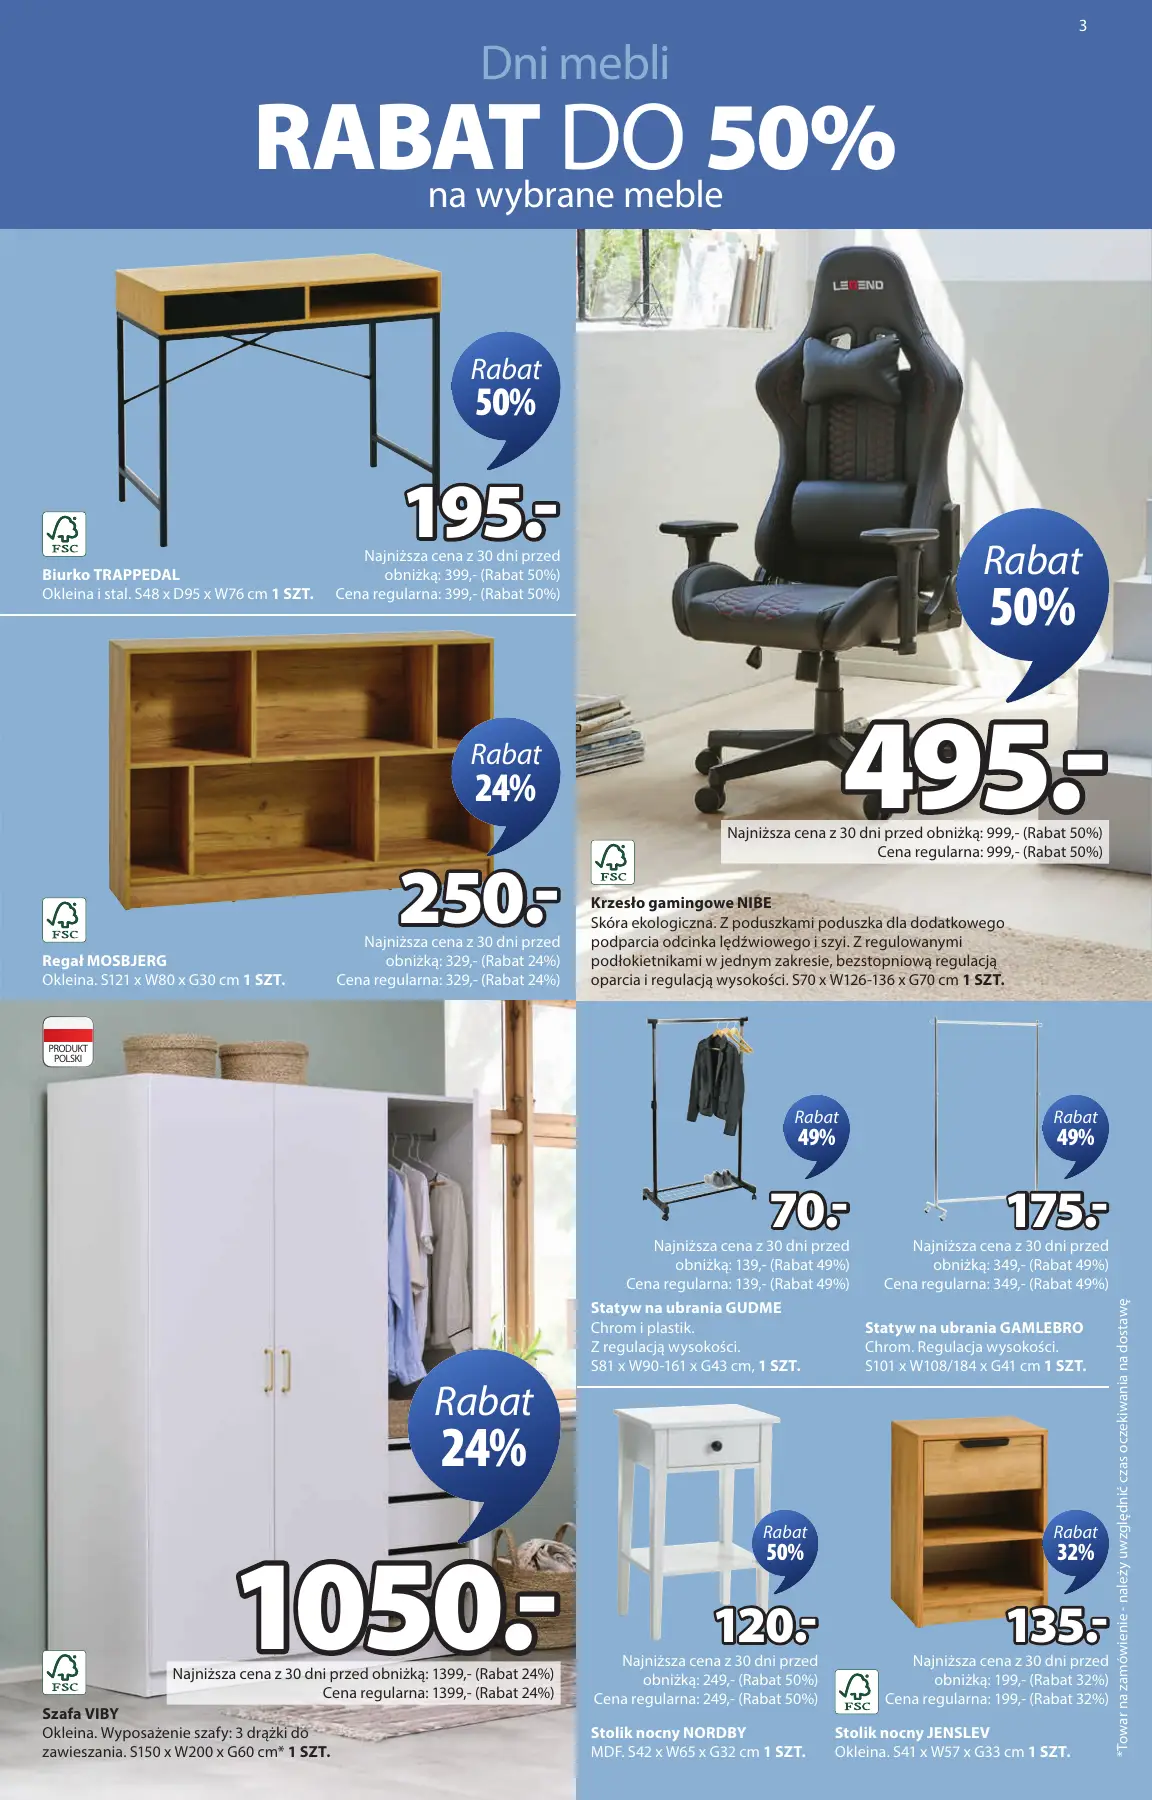 3
Dni mebli
RABAT DO 50%
na wybrane meble
Rabat
50%
195.-
FSC
Najniższa cena z 30 dni przed
obniżką: 399,- (Rabat 50%)
Cena regularna: 399,- (Rabat 50%)
Biurko TRAPPEDAL
Okleina i stal. S48 x D95 x W76 cm 1 SZT.
LEGEND
Rabat
50%
495.-
Najniższa cena z 30 dni przed obniżką: 999,- (Rabat 50%)
Cena regularna: 999,- (Rabat 50%)
FSC
Krzesło gamingowe NIBE
Skóra ekologiczna. Z poduszkami poduszka dla dodatkowego
podparcia odcinka lędźwiowego i szyi. Z regulowanymi
podłokietnikami w jednym zakresie, bezstopniową regulacją
oparcia i regulacją wysokości. S70 x W126-136 x G70 cm 1 SZT.
Rabat
24%
250.-
FSC
Najniższa cena z 30 dni przed
obniżką: 329,- (Rabat 24%)
Cena regularna: 329,- (Rabat 24%)
Regał MOSBJERG
Okleina. S121 x W80 x G30 cm 1 SZT.
PRODUKT
POLSKI
Rabat
24%
1050.-
Najniższa cena z 30 dni przed obniżką: 1399,- (Rabat 24%)
Cena regularna: 1399,- (Rabat 24%)
FSC
Szafa VIBY
Okleina. Wyposażenie szafy: 3 drążki do
zawieszania. S150 x W200 x G60 cm* 1 SZT.
Rabat
49%
70.-
Najniższa cena z 30 dni przed
obniżką: 139,- (Rabat 49%)
Cena regularna: 139,- (Rabat 49%)
Statyw na ubrania GUDME
Chrom i plastik.
Z regulacją wysokości.
S81 x W90-161 x G43 cm, 1 SZT.
Rabat
49%
175.-
Najniższa cena z 30 dni przed
obniżką: 349,- (Rabat 49%)
Cena regularna: 349,- (Rabat 49%)
Statyw na ubrania GAMLEBRO
Chrom. Regulacja wysokości.
S101 x W108/184 x G41 cm 1 SZT.
Rabat
50%
120.-
Najniższa cena z 30 dni przed
obniżką: 249,- (Rabat 50%)
Cena regularna: 249,- (Rabat 50%)
Stolik nocny NORDBY
MDF. S42 x W65 x G32 cm 1 SZT.
Rabat
32%
135.-
FSC
Najniższa cena z 30 dni przed
obniżką: 199,- (Rabat 32%)
Cena regularna: 199,- (Rabat 32%)
Stolik nocny JENSLEV
Okleina. S41 x W57 x G33 cm 1 SZT.
*Towar na zamówienie - należy uwzględnić czas oczekiwania na dostawę